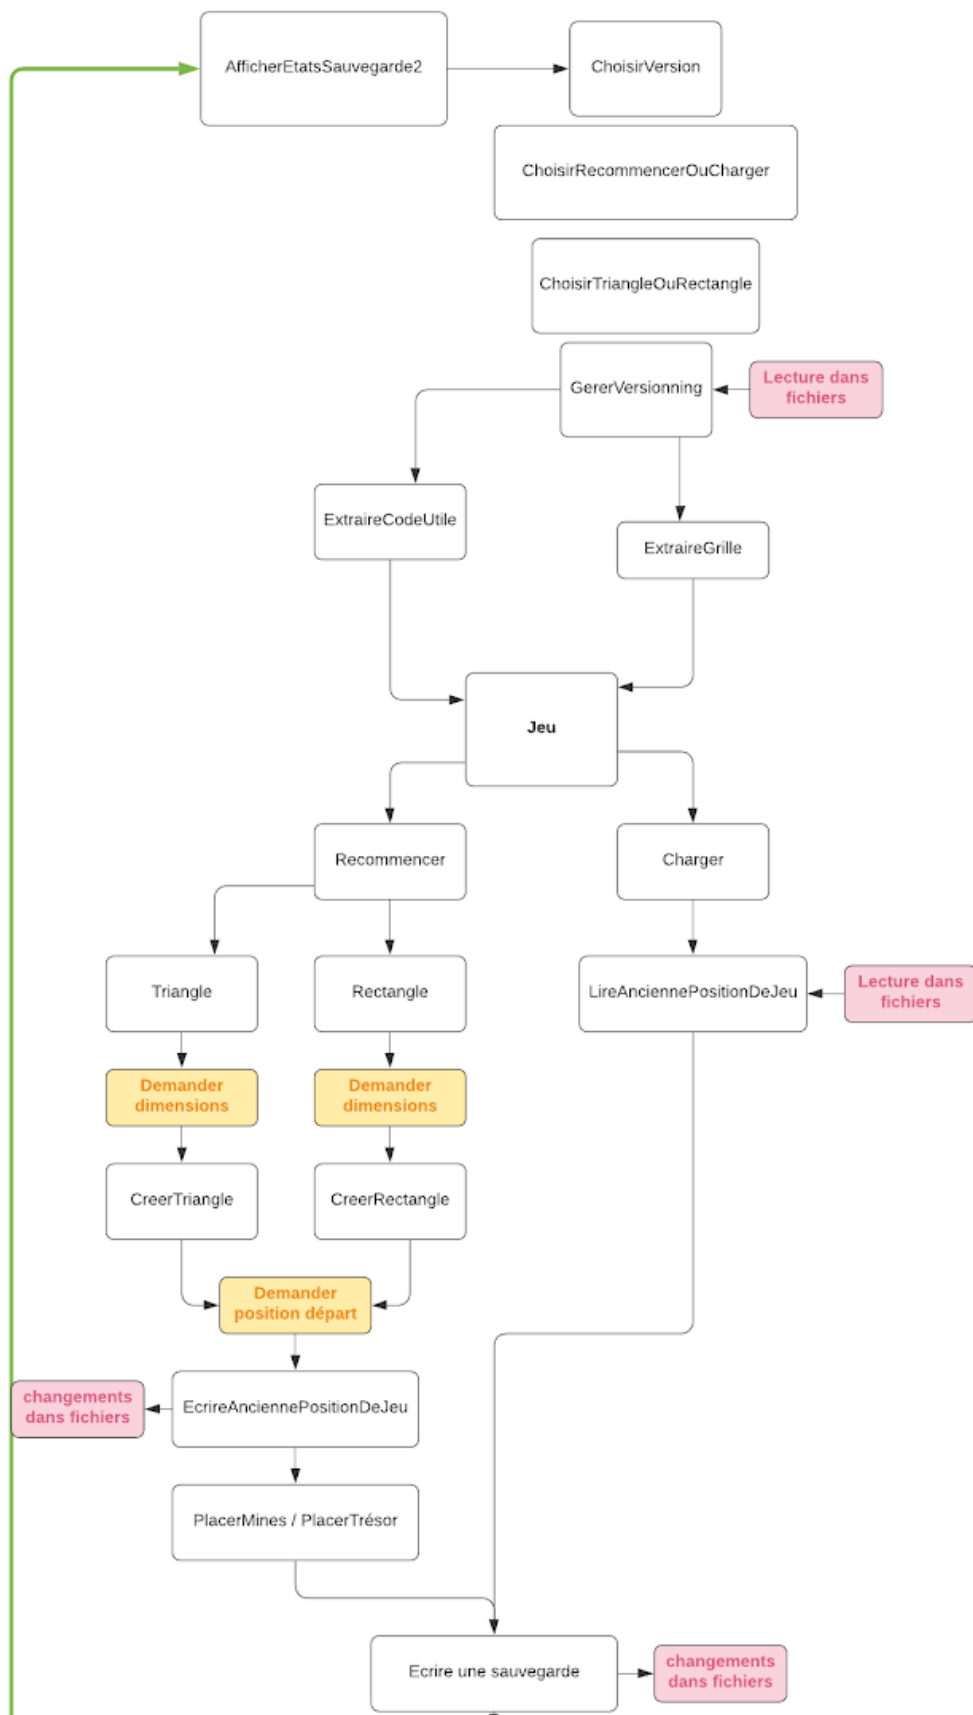 AfficherEtatsSauvegarde2
ChoisirVersion
ChoisirRecommencerOuCharger
ChoisirTriangleOuRectangle
GererVersionning
Lecture dans
fichiers
ExtraireCodeUtile
ExtraireGrille
Jeu
Recommencer
Charger
Triangle
Rectangle
LireAnciennePositionDeJeu
Lecture dans
fichiers
Demander
dimensions
Demander
dimensions
CreerTriangle
CreerRectangle
Demander
position départ
changements
dans fichiers
EcrireAnciennePositionDeJeu
PlacerMines / PlacerTrésor
Ecrire une sauvegarde
changements
dans fichiers